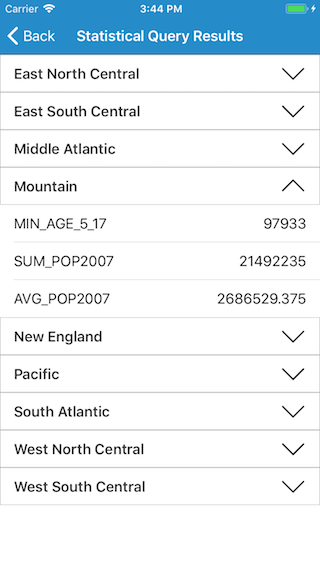 Carrier 3:44 PM
Back Statistical Query Results
East North Central
East South Central
Middle Atlantic
Mountain
MIN_AGE_5_17 97933
SUM_POP2007 21492235
AVG_POP2007 2686529.375
New England
Pacific
South Atlantic
West North Central
West South Central